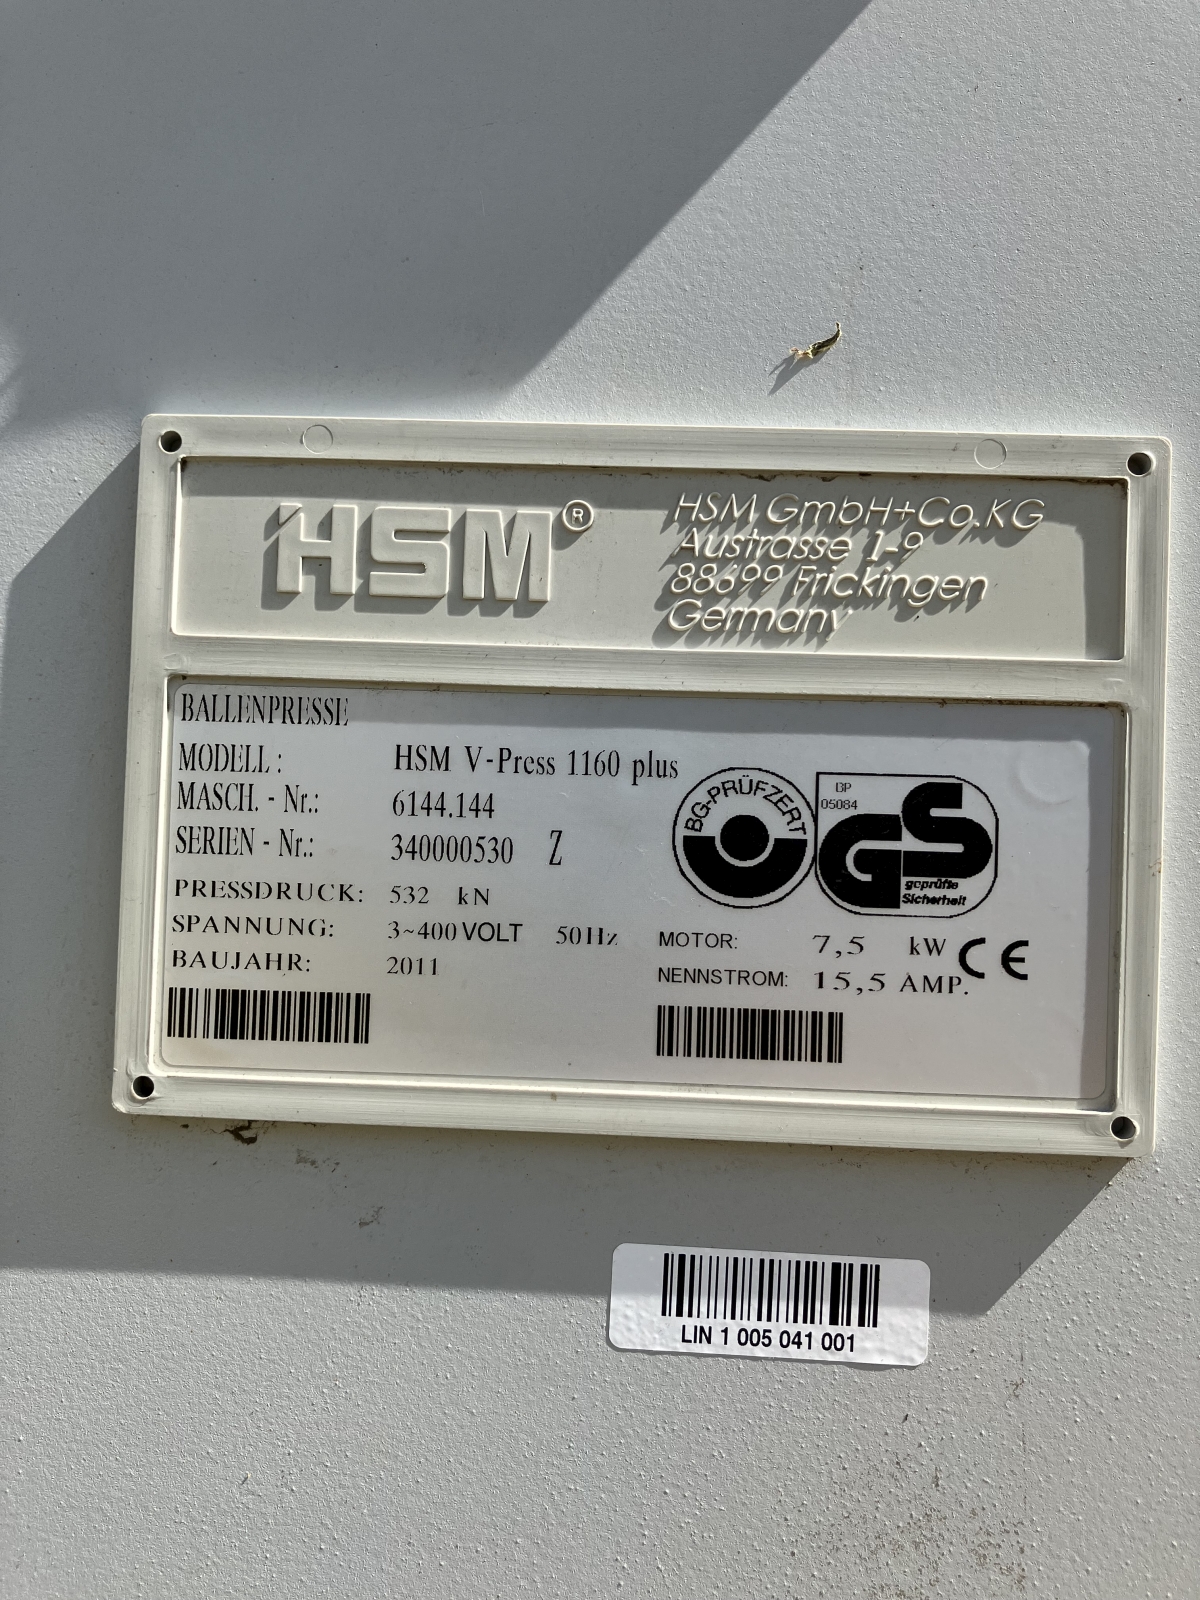 HSM®
HSM GmbH+Co.KG
Austrasse 1-9
88699 Frickingen
Germany
BALLENPRESSE
MODELL: HSM V-Press 1160 plus
MASCH. - Nr.: 6144.144
SERIEN - Nr.: 340000530 Z
PRESSDRUCK: 532 kN
SPANNUNG: 3~400 VOLT 50Hz
BAUJAHR: 2011
BG-PRÜFZERT
BP
05084
GS
geprüfte
Sicherheit
MOTOR: 7,5 kW
NENNSTROM: 15,5 AMP.
CE
LIN 1 005 041 001